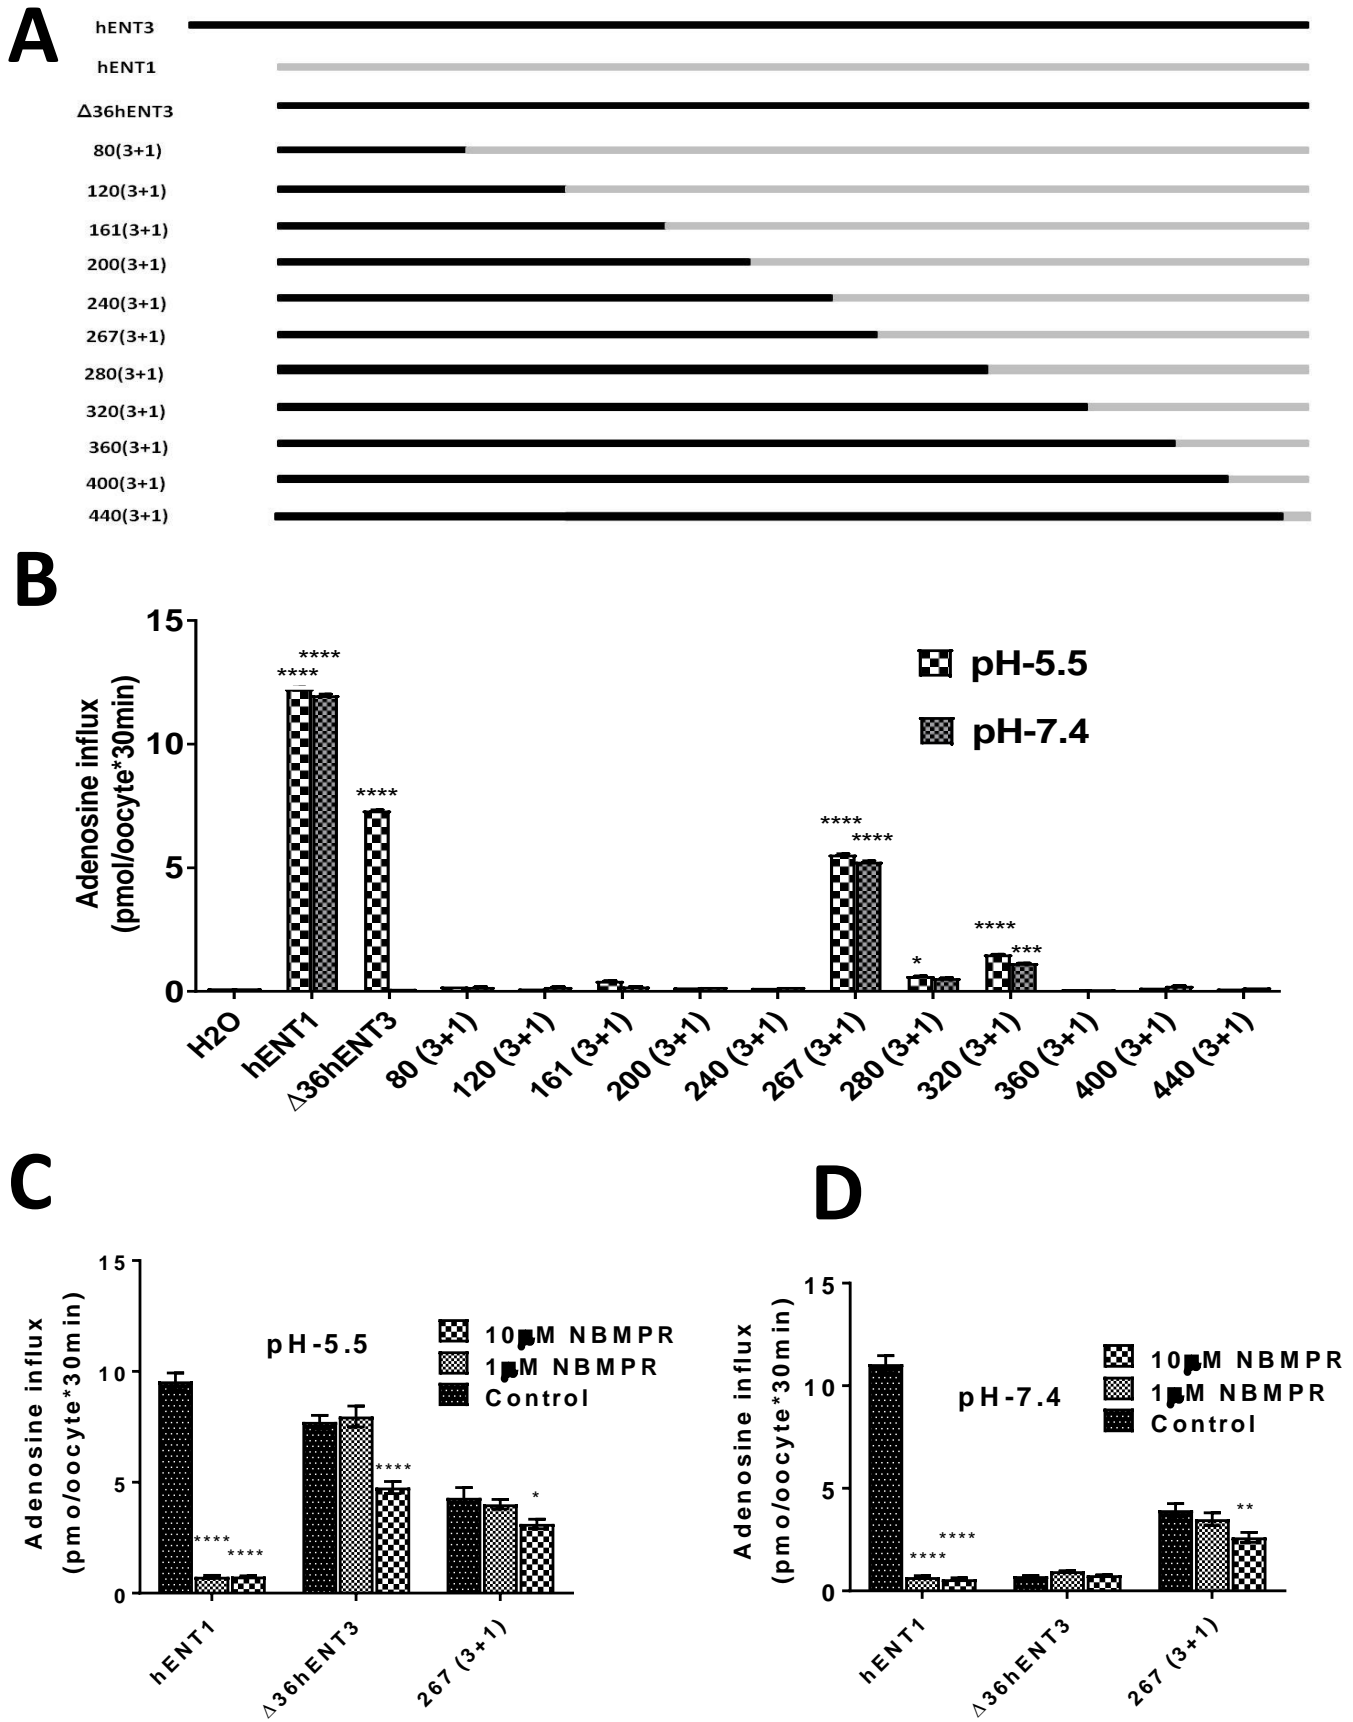 A
hENT3
hENT1
Δ36hENT3
80(3+1)
120(3+1)
161(3+1)
200(3+1)
240(3+1)
267(3+1)
280(3+1)
320(3+1)
360(3+1)
400(3+1)
440(3+1)
B
Adenosine influx
(pmol/oocyte*30min)
15
10
5
0
****
****
****
****
****
*
****
***
pH-5.5
pH-7.4
H2O
hENT1
Δ36hENT3
80 (3+1)
120 (3+1)
161 (3+1)
200 (3+1)
240 (3+1)
267 (3+1)
280 (3+1)
320 (3+1)
360 (3+1)
400 (3+1)
440 (3+1)
C
Adenosine influx
(pmo/oocyte*30min)
15
10
5
0
pH-5.5
10μM NBMPR
1μM NBMPR
Control
****
****
****
*
hENT1
Δ36hENT3
267 (3+1)
D
Adenosine influx
(pmo/oocyte*30min)
15
10
5
0
pH-7.4
10μM NBMPR
1μM NBMPR
Control
****
****
**
hENT1
Δ36hENT3
267 (3+1)